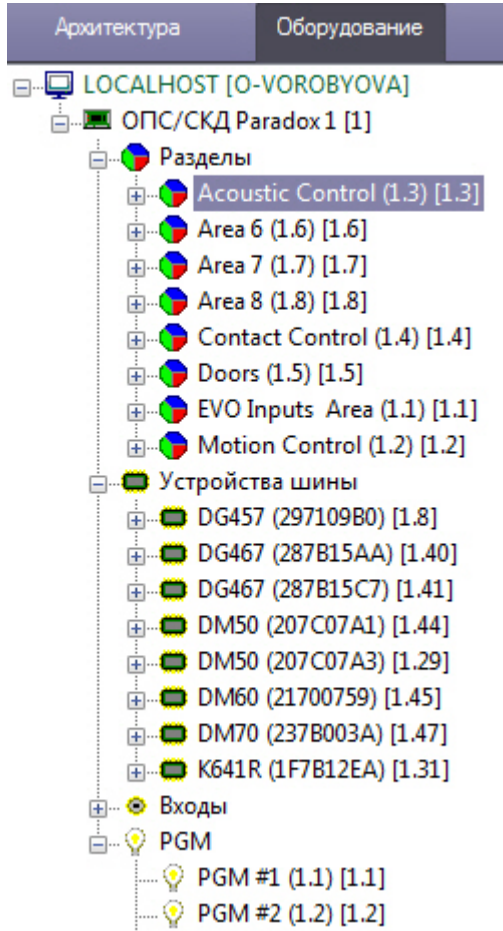 Архитектура Оборудование
LOCALHOST [O-VOROBYOVA]
ОПС/СКД Paradox 1 [1]
Разделы
Acoustic Control (1.3) [1.3]
Area 6 (1.6) [1.6]
Area 7 (1.7) [1.7]
Area 8 (1.8) [1.8]
Contact Control (1.4) [1.4]
Doors (1.5) [1.5]
EVO Inputs  Area (1.1) [1.1]
Motion Control (1.2) [1.2]
Устройства шины
DG457 (297109B0) [1.8]
DG467 (287B15AA) [1.40]
DG467 (287B15C7) [1.41]
DM50 (207C07A1) [1.44]
DM50 (207C07A3) [1.29]
DM60 (21700759) [1.45]
DM70 (237B003A) [1.47]
K641R (1F7B12EA) [1.31]
Входы
PGM
PGM #1 (1.1) [1.1]
PGM #2 (1.2) [1.2]